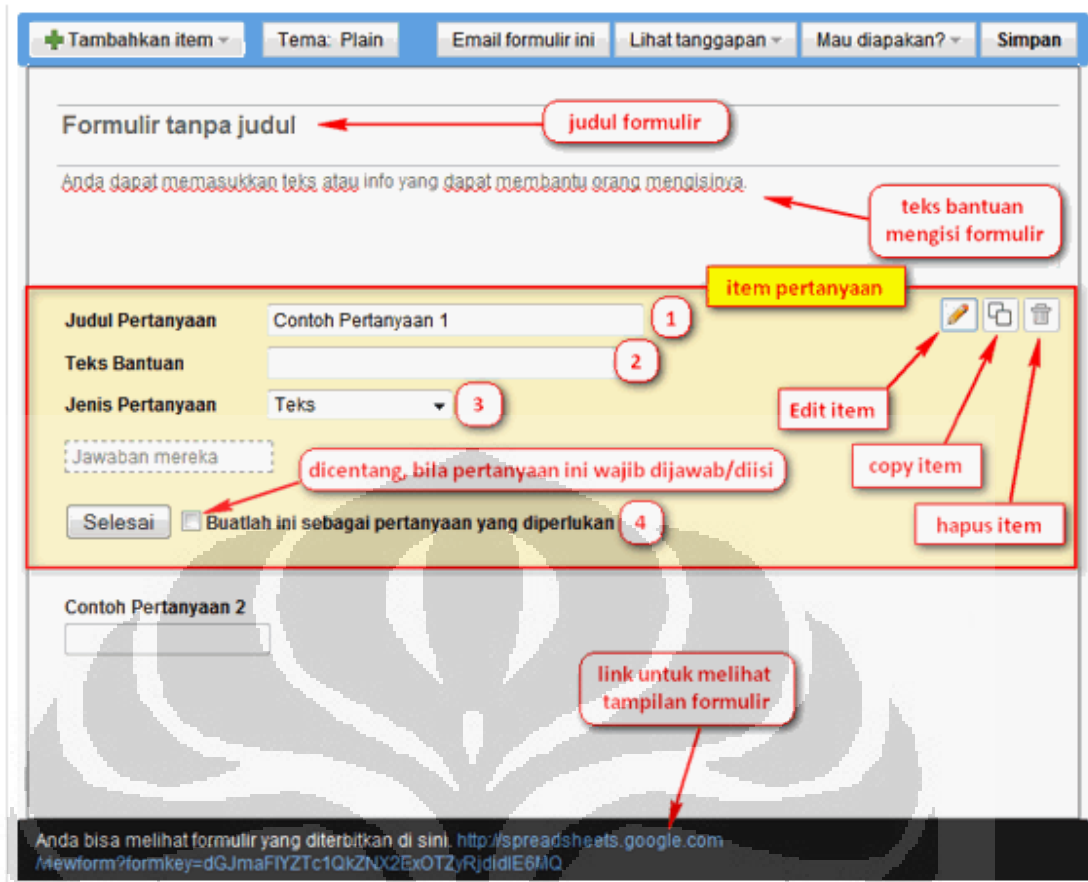 Tambahkan item
Tema: Plain
Email formulir ini
Lihat tanggapan
Mau diapakan?
Simpan
Formulir tanpa judul
judul formulir
Anda dapat memasukkan teks atau info yang dapat membantu orang mengisinya.
teks bantuan
mengisi formulir
item pertanyaan
Judul Pertanyaan
Contoh Pertanyaan 1
1
Teks Bantuan
2
Jenis Pertanyaan
Teks
3
Edit item
Jawaban mereka
dicentang, bila pertanyaan ini wajib dijawab/diisi
copy item
Selesai
Buatlah ini sebagai pertanyaan yang diperlukan
4
hapus item
Contoh Pertanyaan 2
link untuk melihat
tampilan formulir
Anda bisa melihat formulir yang diterbitkan di sini. http://spreadsheets.google.com